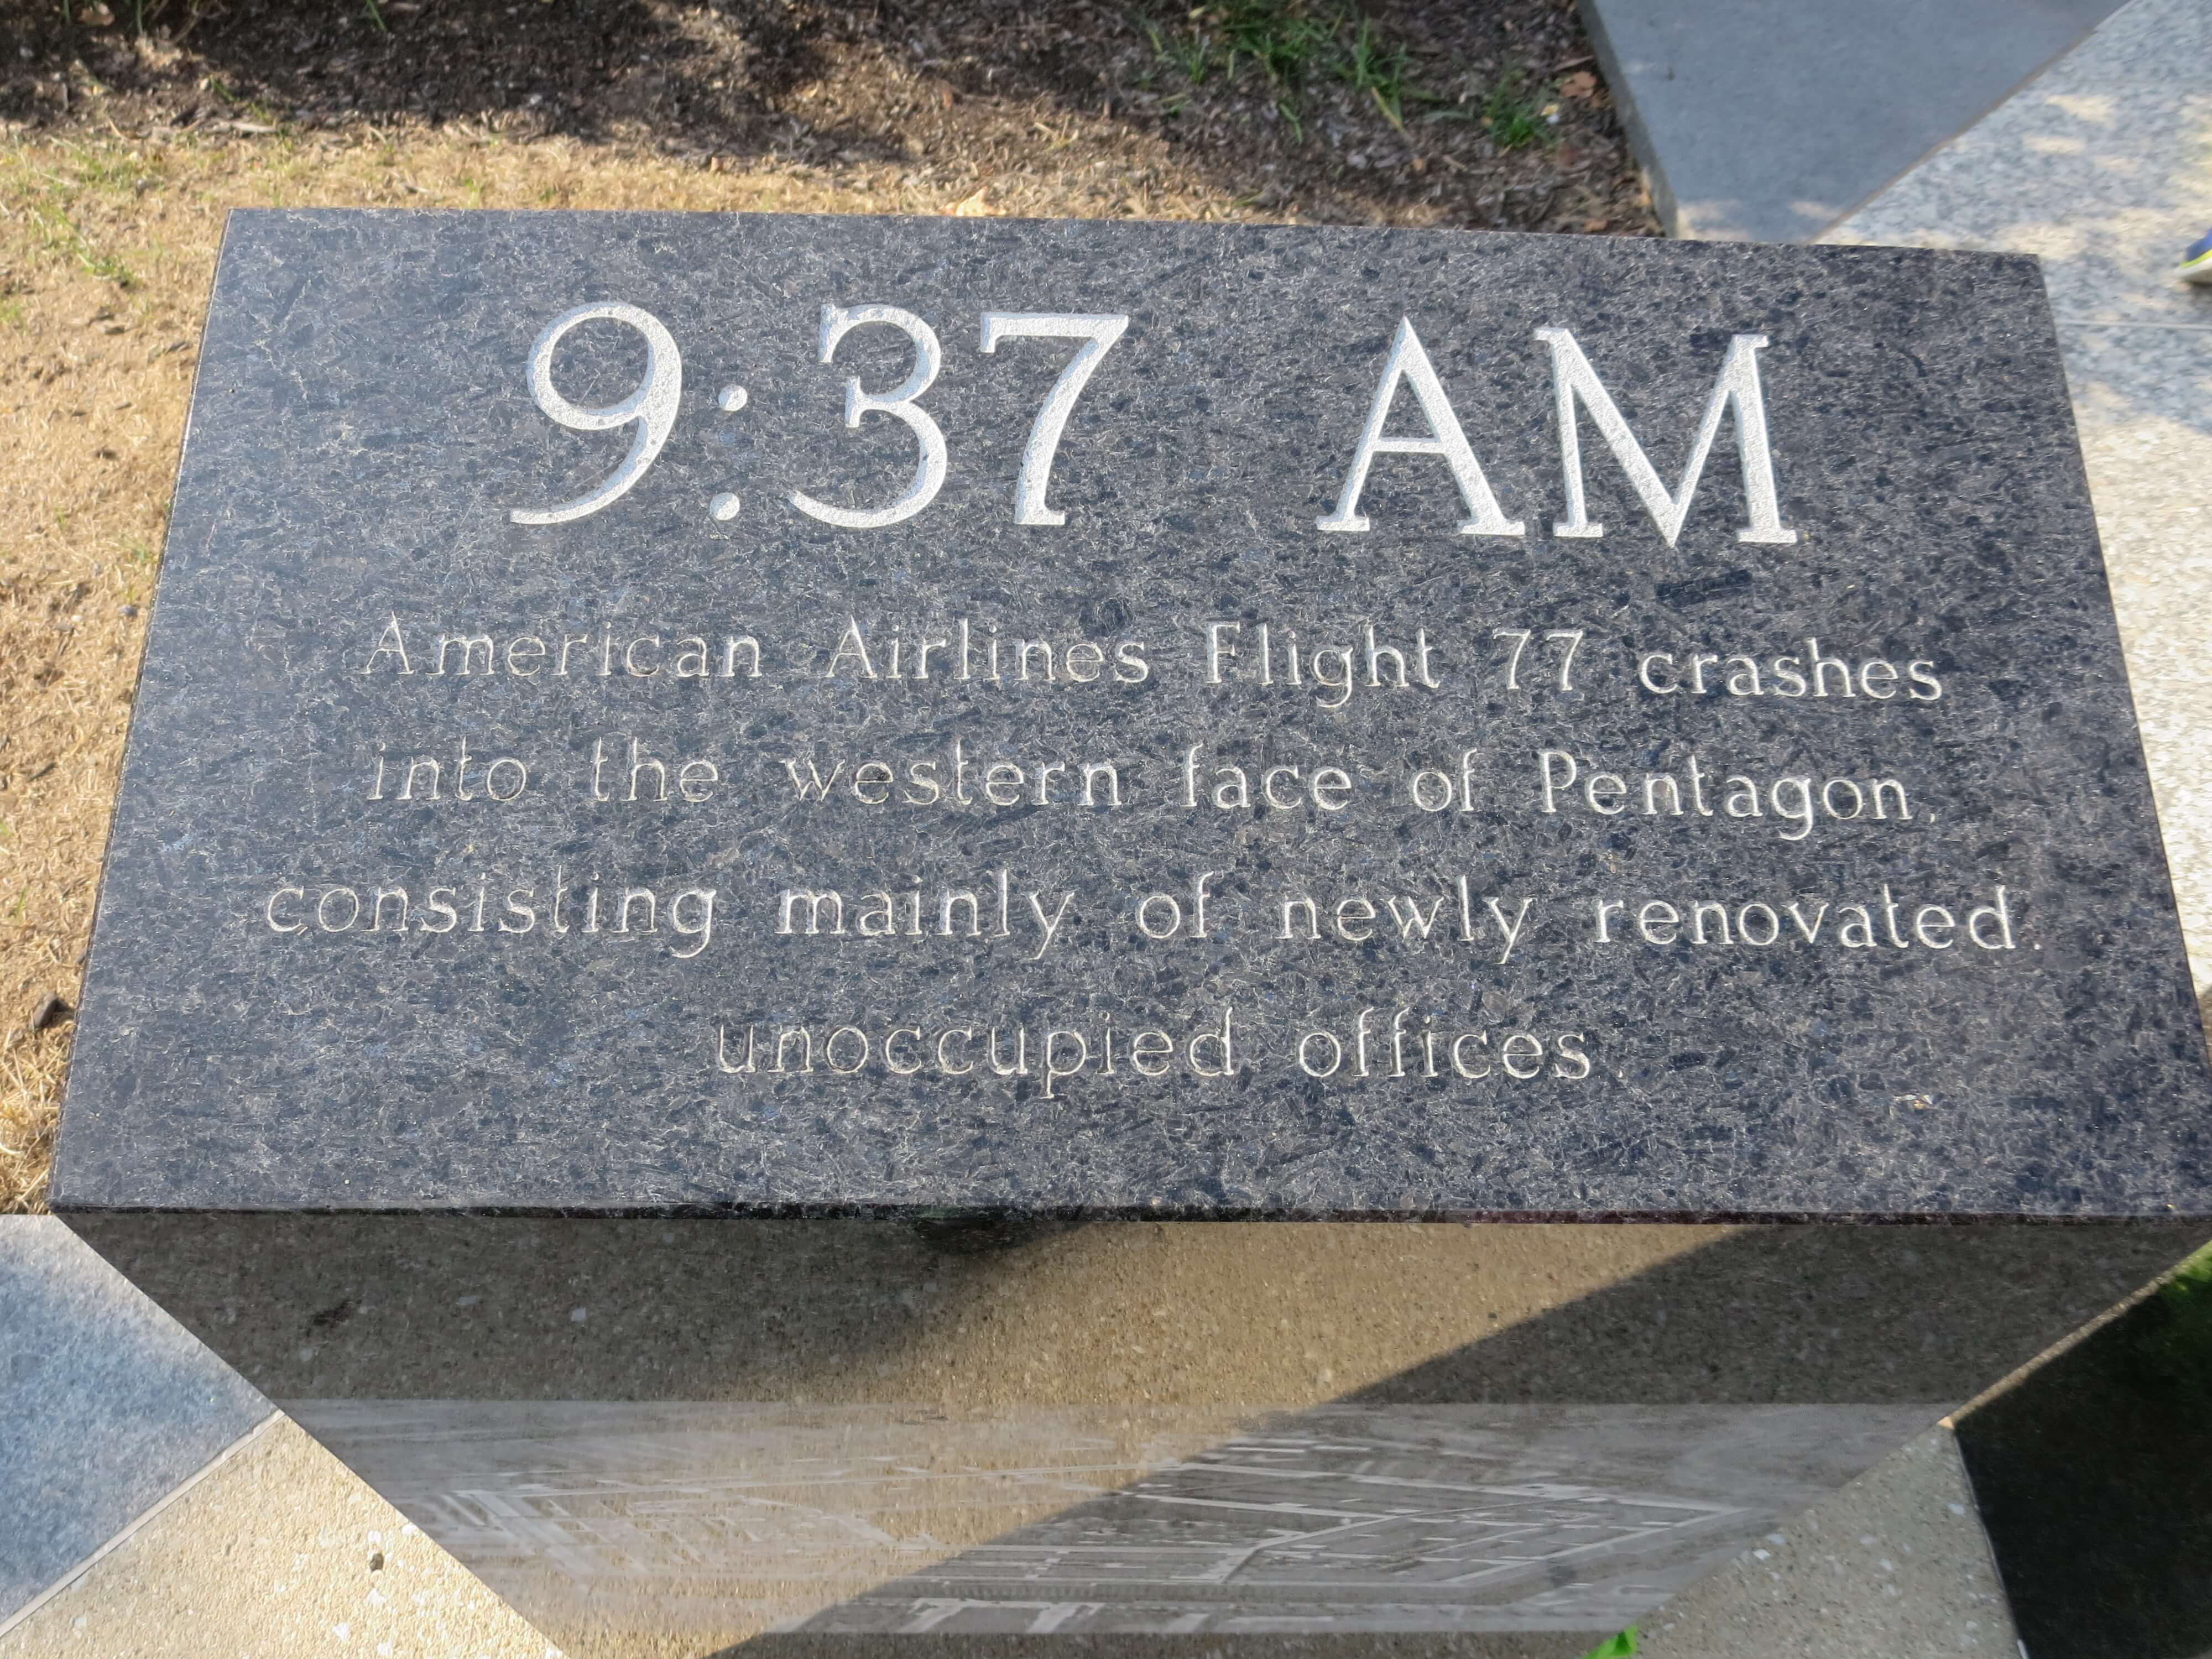 9:37 AM
American Airlines Flight 77 crashes
into the western face of Pentagon,
consisting mainly of newly renovated,
unoccupied offices.